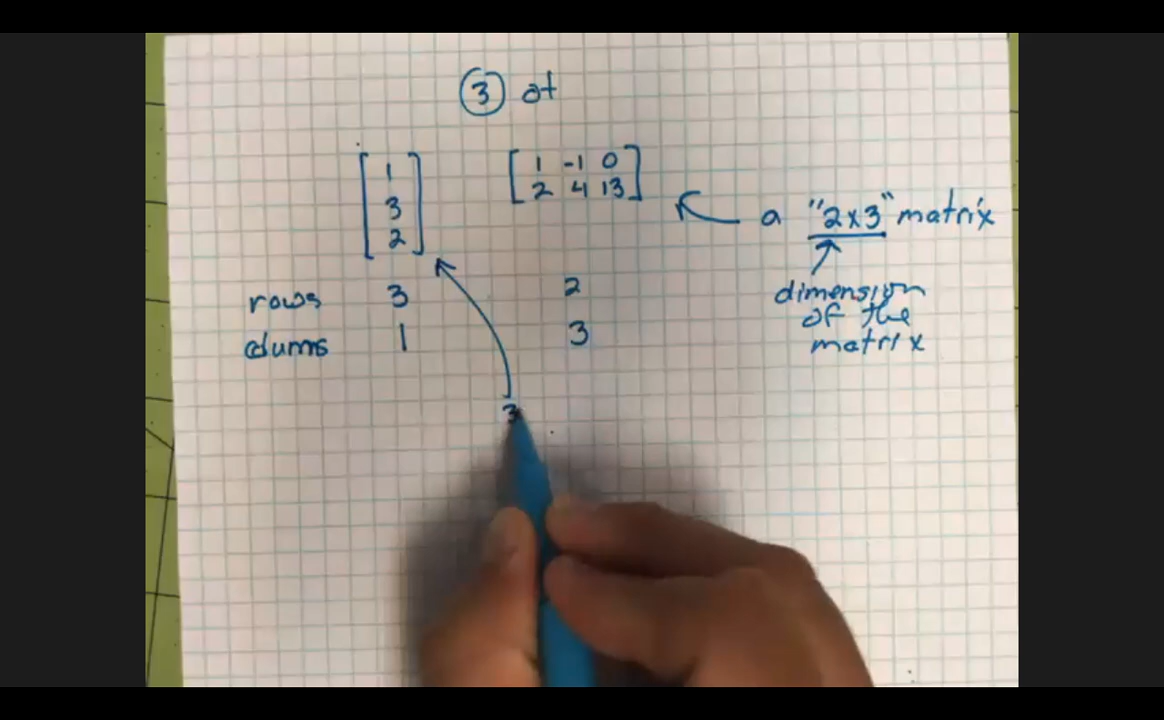 3 at
1
3
2
1 -1 0
2 4 13
a "2x3" matrix
dimension
of the
matrix
rows 3 2
colums 1 3
3